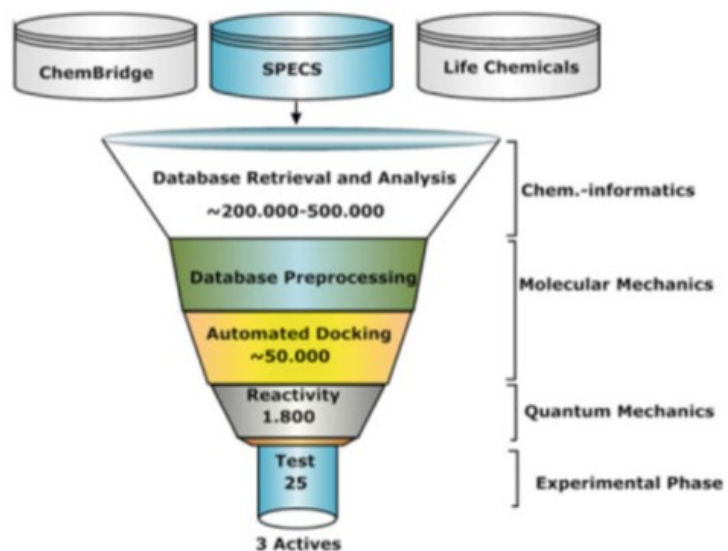 ChemBridge
SPECS
Life Chemicals
Database Retrieval and Analysis
~200.000-500.000
Chem.-informatics
Database Preprocessing
Molecular Mechanics
Automated Docking
~50.000
Reactivity
1.800
Quantum Mechanics
Test
25
Experimental Phase
3 Actives